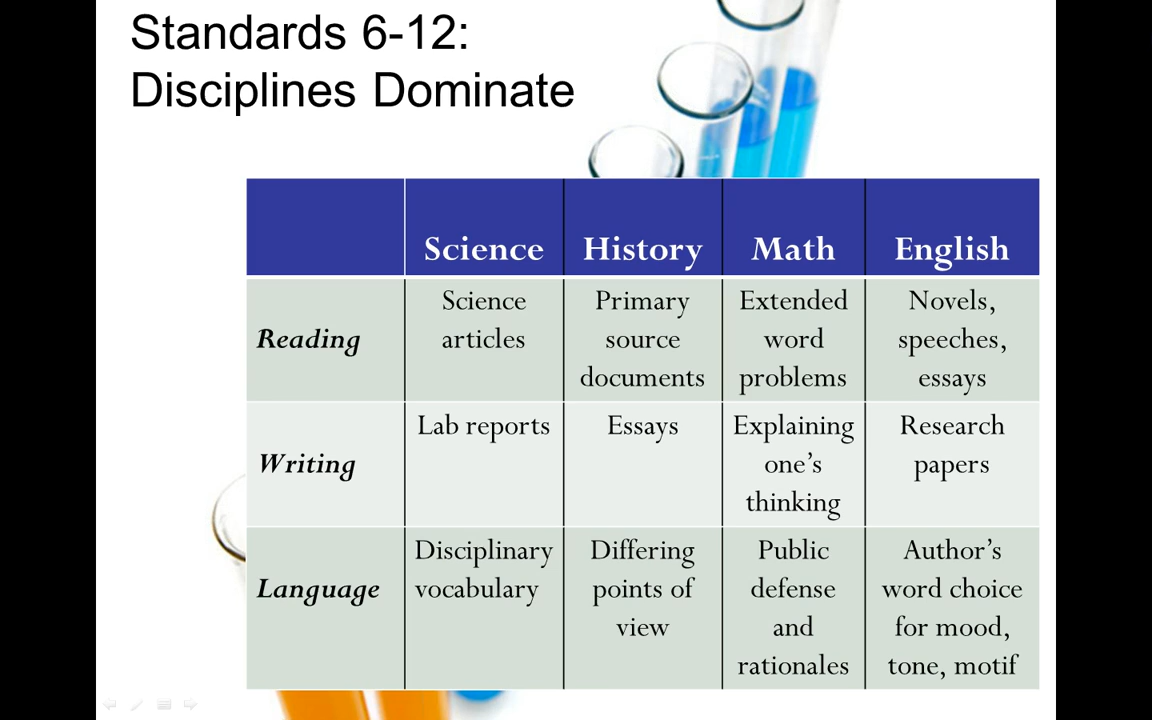 Standards 6-12:
Disciplines Dominate
Science History Math English
Reading
Science
articles
Primary
source
documents
Extended
word
problems
Novels,
speeches,
essays
Writing
Lab reports
Essays
Explaining
one’s
thinking
Research
papers
Language
Disciplinary
vocabulary
Differing
points of
view
Public
defense
and
rationales
Author’s
word choice
for mood,
tone, motif